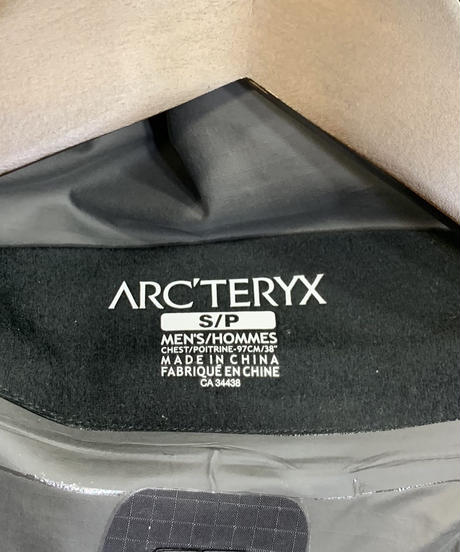 ARC'TERYX
S/P
MEN'S/HOMMES
CHEST/POITRINE-97CM/38"
MADE IN CHINA
FABRIQUÉ EN CHINE
CA 34438